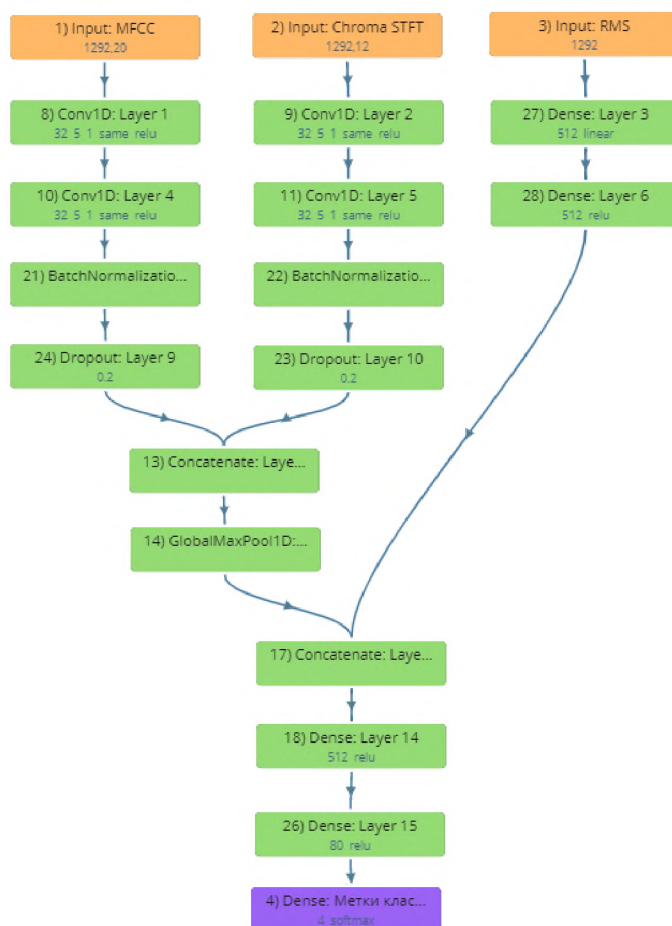 1) Input: MFCC
1292,20
2) Input: Chroma STFT
1292,12
3) Input: RMS
1292
8) Conv1D: Layer 1
32 5 1 same relu
9) Conv1D: Layer 2
32 5 1 same relu
27) Dense: Layer 3
512 linear
10) Conv1D: Layer 4
32 5 1 same relu
11) Conv1D: Layer 5
32 5 1 same relu
28) Dense: Layer 6
512 relu
21) BatchNormalizatio...
22) BatchNormalizatio...
24) Dropout: Layer 9
0.2
23) Dropout: Layer 10
0.2
13) Concatenate: Laye...
14) GlobalMaxPool1D:...
17) Concatenate: Laye...
18) Dense: Layer 14
512 relu
26) Dense: Layer 15
80 relu
4) Dense: Метки клас...
4 softmax